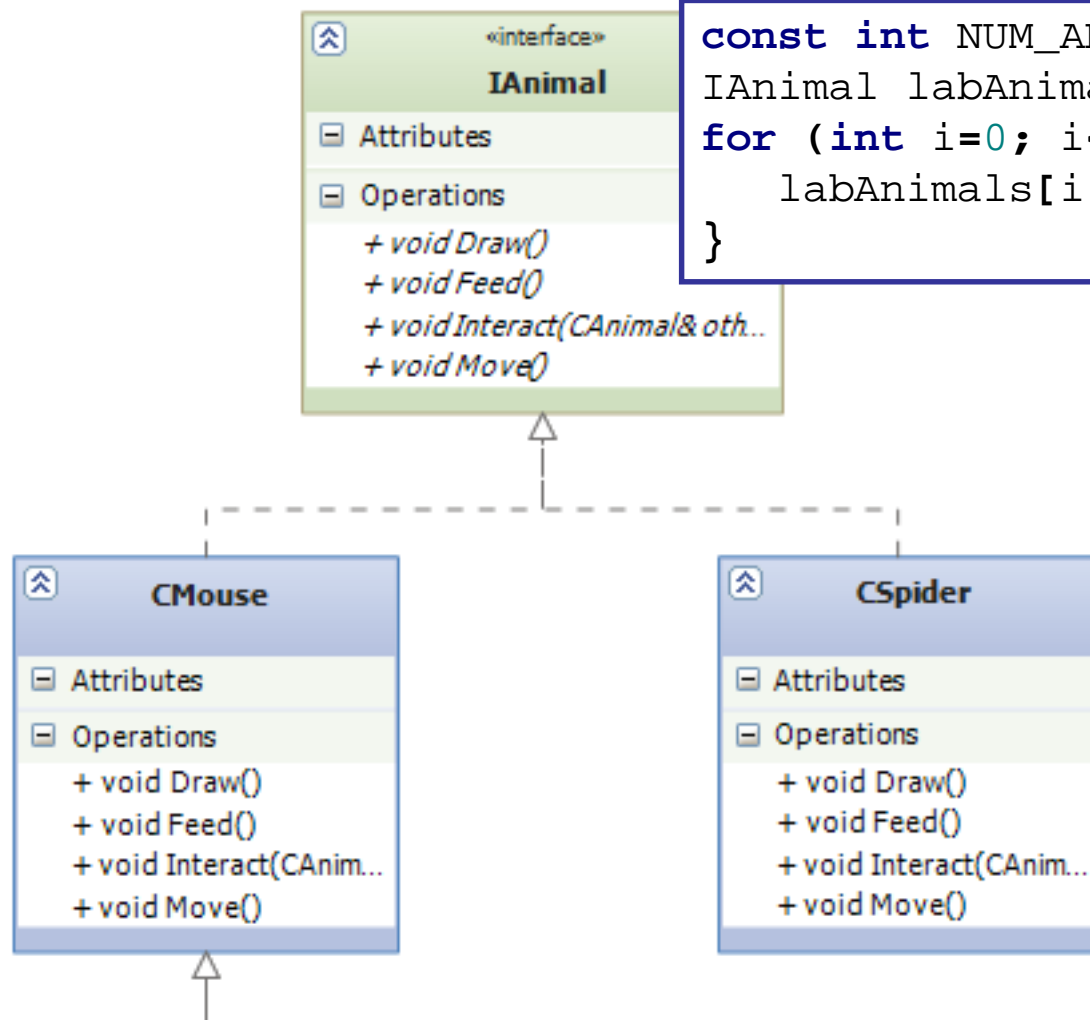 «interface»
IAnimal
Attributes
Operations
+ void Draw()
+ void Feed()
+ void Interact(CAnimal& oth...
+ void Move()
const int NUM_A
IAnimal labAnima
for (int i=0; i
labAnimals[i
}
CMouse
Attributes
Operations
+ void Draw()
+ void Feed()
+ void Interact(CAnim...
+ void Move()
CSpider
Attributes
Operations
+ void Draw()
+ void Feed()
+ void Interact(CAnim...
+ void Move()